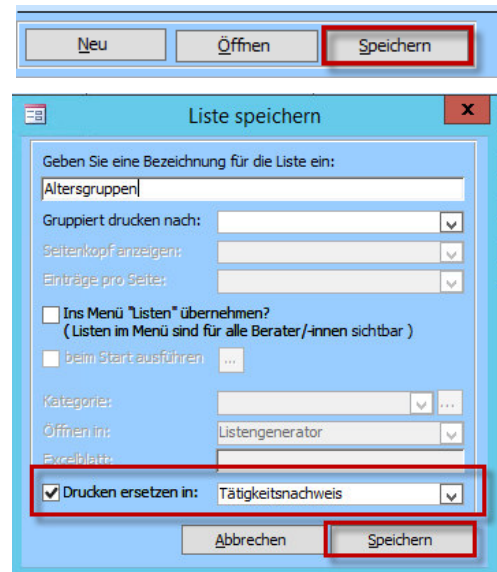 Neu Öffnen Speichern
Liste speichern x
Geben Sie eine Bezeichnung für die Liste ein:
Altersgruppen
Gruppiert drucken nach:
Seitenkopf anzeigen:
Einträge pro Seite:
Ins Menü "Listen" übernehmen?
( Listen im Menü sind für alle Berater/-innen sichtbar )
beim Start ausführen ...
Kategorie: ...
Öffnen in: Listengenerator
Excelblatt:
Drucken ersetzen in: Tätigkeitsnachweis
Abbrechen Speichern